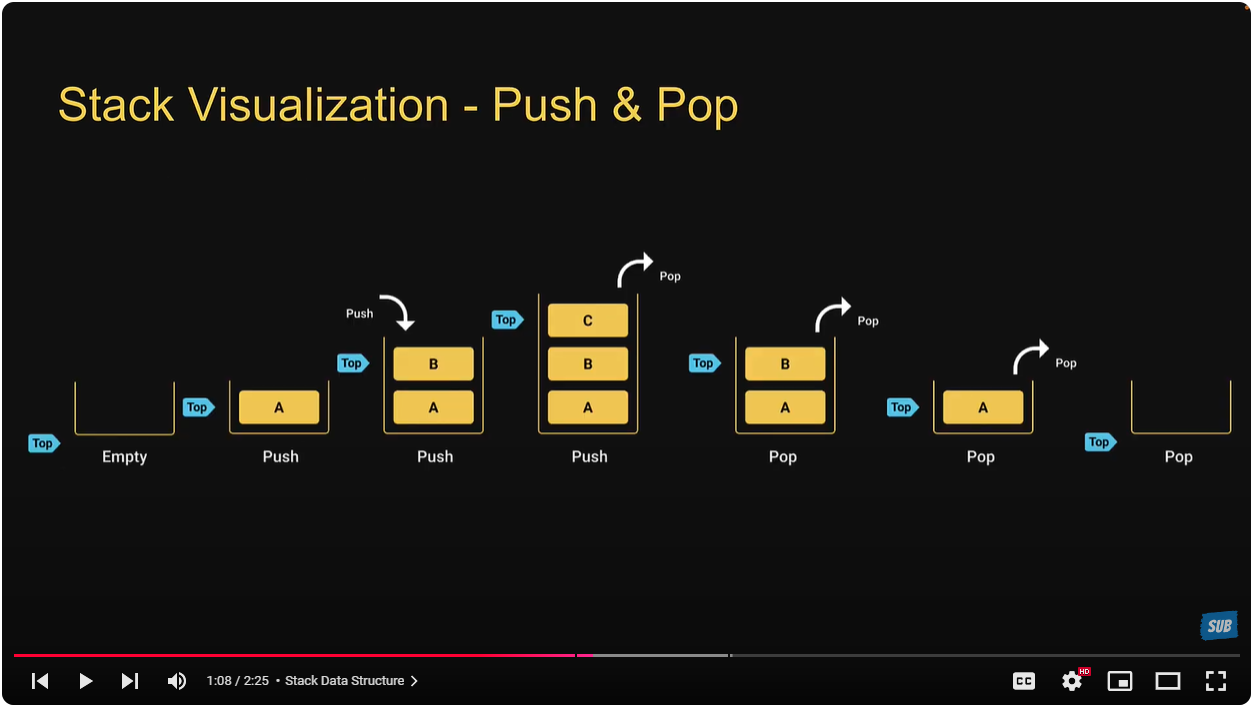 Stack Visualization - Push & Pop
Pop
Push
Top
C
Pop
Top
B
B
Top
B
Pop
Top
A
A
A
A
Top
A
Top
Top
Empty
Push
Push
Push
Pop
Pop
Pop
SUB
1:08 / 2:25 • Stack Data Structure
CC
HD